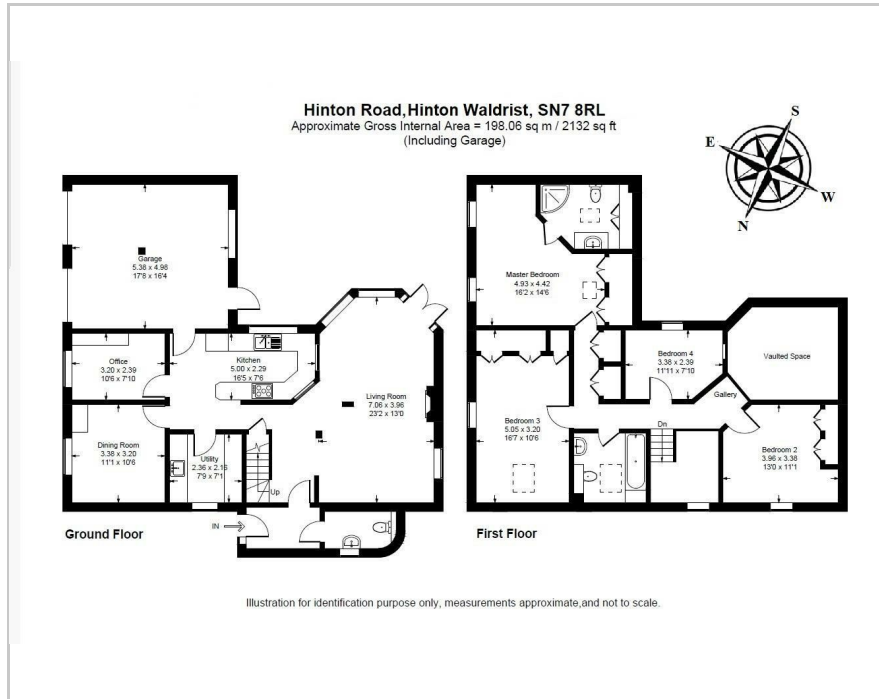 Hinton Road,Hinton Waldrist, SN7 8RL
Approximate Gross Internal Area = 198.06 sq m / 2132 sq ft
(Including Garage)
S
E
W
N
Garage
5.38 x 4.98
17'8 x 16'4
Office
3.20 x 2.39
10'6 x 7'10
Kitchen
5.00 x 2.29
16'5 x 7'6
Living Room
7.06 x 3.96
23'2 x 13'0
Dining Room
3.38 x 3.20
11'1 x 10'6
Utility
2.36 x 2.16
7'9 x 7'1
Up
IN
Ground Floor
Master Bedroom
4.93 x 4.42
16'2 x 14'6
Bedroom 4
3.38 x 2.39
11'11 x 7'10
Vaulted Space
Gallery
Bedroom 3
5.05 x 3.20
16'7 x 10'6
Dn
Bedroom 2
3.96 x 3.38
13'0 x 11'1
First Floor
Illustration for identification purpose only, measurements approximate,and not to scale.